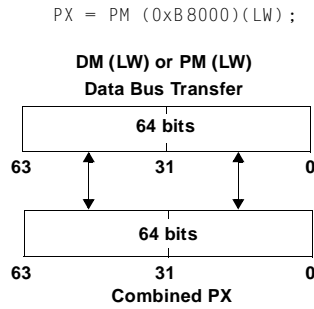 PX = PM (0xB8000)(LW);
DM (LW) or PM (LW)
Data Bus Transfer
64 bits
63 31 0
64 bits
63 31 0
Combined PX